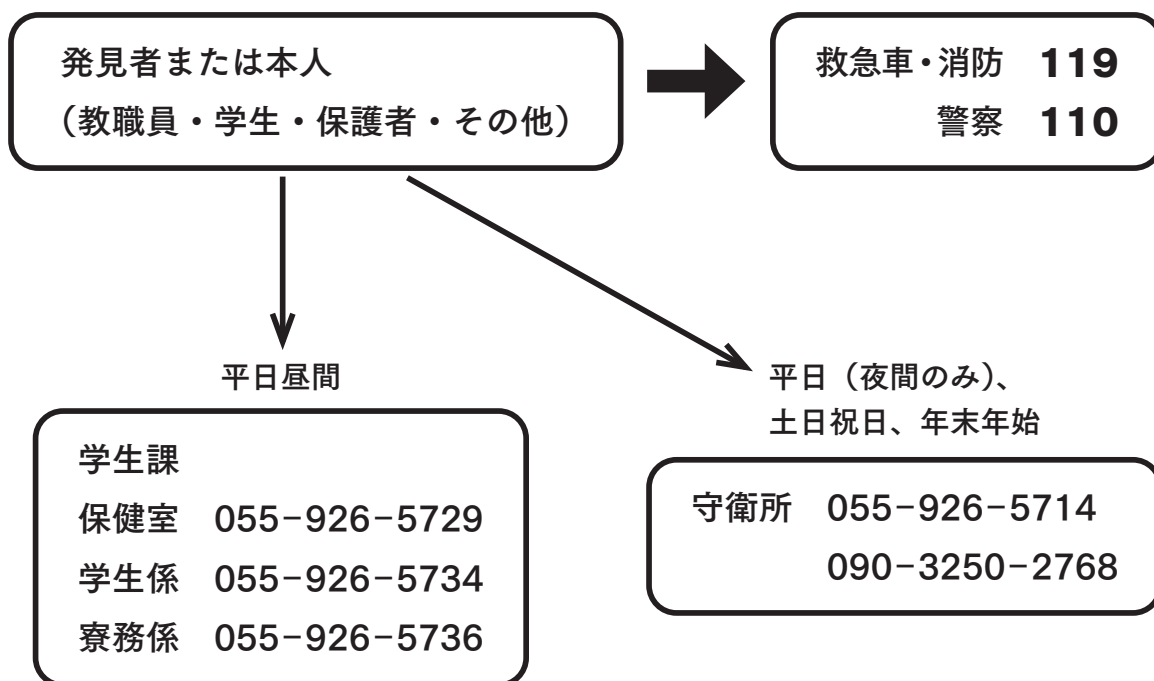 発見者または本人
（教職員・学生・保護者・その他）
救急車・消防　119
警察　110
平日昼間
学生課
保健室　055-926-5729
学生係　055-926-5734
寮務係　055-926-5736
平日（夜間のみ）、
土日祝日、年末年始
守衛所　055-926-5714
090-3250-2768